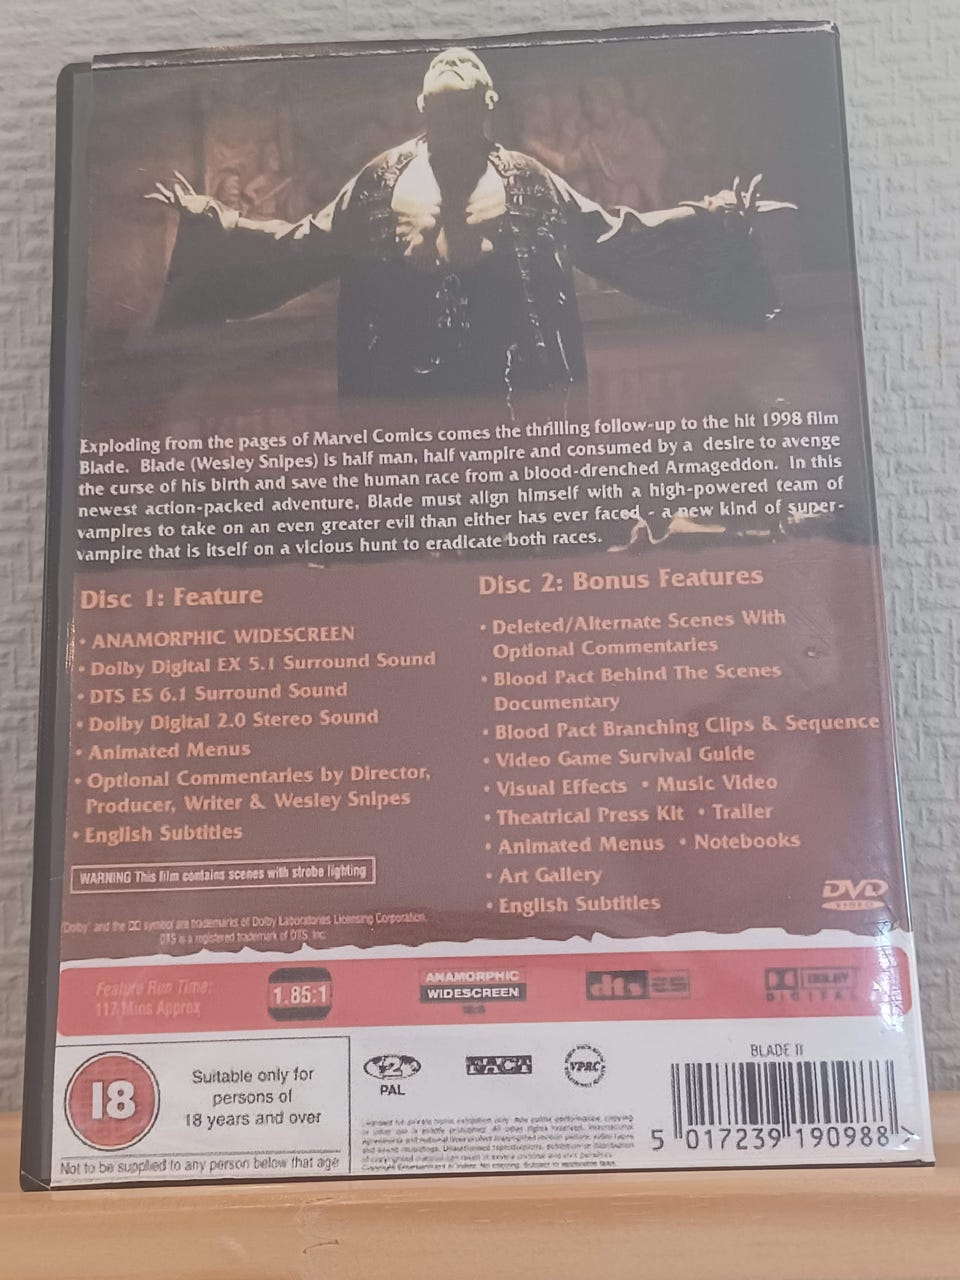 Exploding from the pages of Marvel Comics comes the thrilling follow-up to the hit 1998 film
Blade. Blade (Wesley Snipes) is half man, half vampire and consumed by a desire to avenge
the curse of his birth and save the human race from a blood-drenched Armageddon. In this
newest action-packed adventure, Blade must align himself with a high-powered team of
vampires to take on an even greater evil than either has ever faced - a new kind of super-
vampire that is itself on a vicious hunt to eradicate both races.
Disc 1: Feature
• ANAMORPHIC WIDESCREEN
• Dolby Digital EX 5.1 Surround Sound
• DTS ES 6.1 Surround Sound
• Dolby Digital 2.0 Stereo Sound
• Animated Menus
• Optional Commentaries by Director,
Producer, Writer & Wesley Snipes
• English Subtitles
WARNING This film contains scenes with strobe lighting
'Dolby' and the DD symbol are trademarks of Dolby Laboratories Licensing Corporation.
DTS is a registered trademark of DTS, Inc.
Disc 2: Bonus Features
• Deleted/Alternate Scenes With
Optional Commentaries
• Blood Pact Behind The Scenes
Documentary
• Blood Pact Branching Clips & Sequence
• Video Game Survival Guide
• Visual Effects • Music Video
• Theatrical Press Kit • Trailer
• Animated Menus • Notebooks
• Art Gallery
• English Subtitles
DVD
VIDEO
Feature Run Time:
117 Mins Approx
1.85:1
ANAMORPHIC
WIDESCREEN
dts ES
DOLBY
DIGITAL
18
Suitable only for
persons of
18 years and over
Not to be supplied to any person below that age
2
PAL
FACT
VPRC
BLADE II
5 017239 190988 >